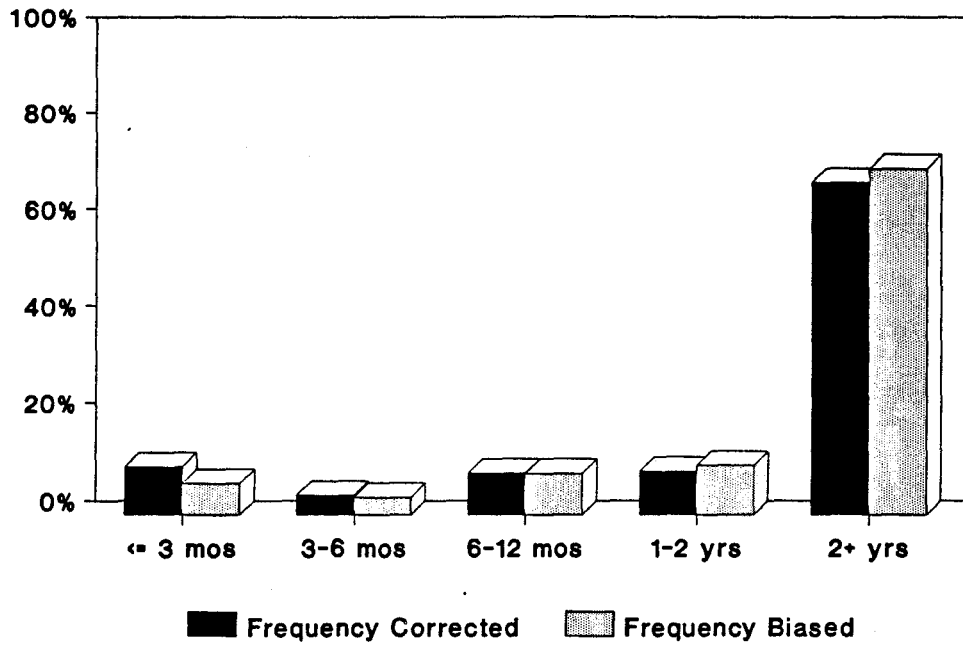 100%
80%
60%
40%
20%
0%
<= 3 mos
3-6 mos
6-12 mos
1-2 yrs
2+ yrs
Frequency Corrected
Frequency Biased